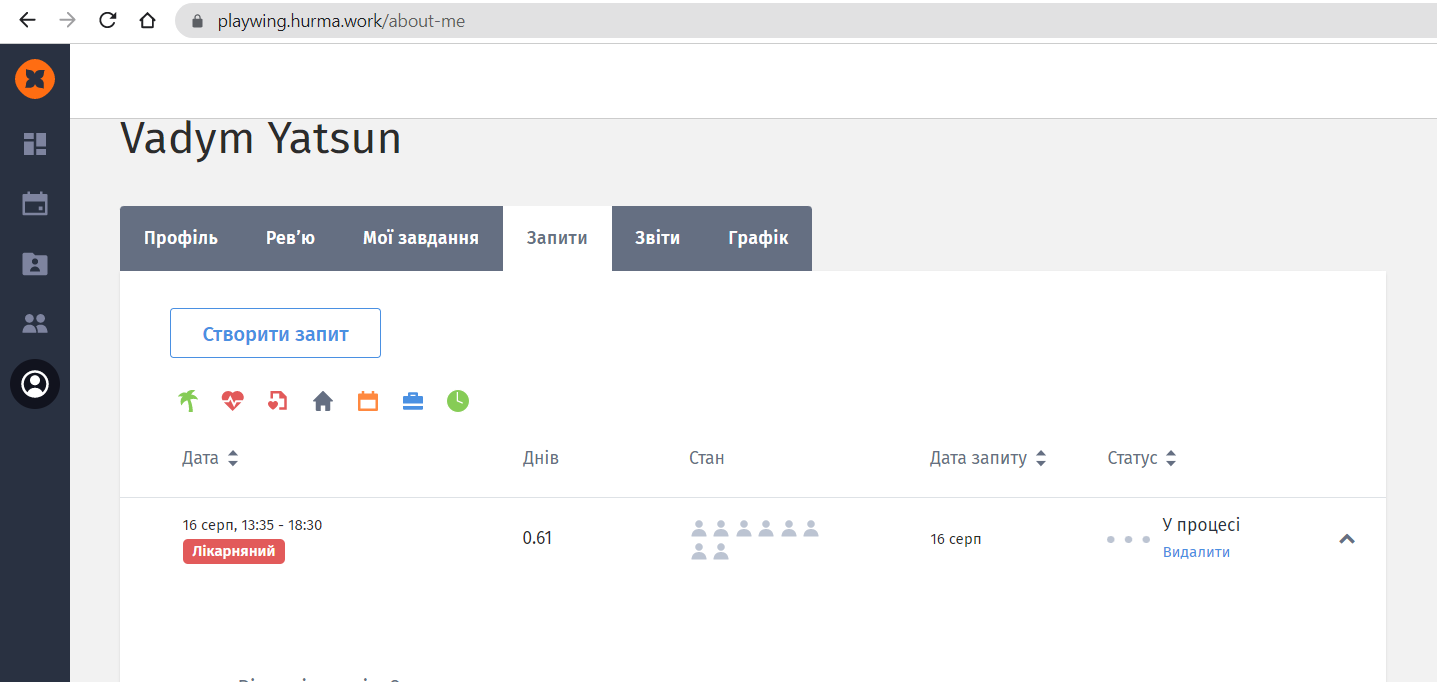 playwing.hurma.work/about-me
Vadym Yatsun
Профіль Рев’ю Мої завдання Запити Звіти Графік
Створити запит
Дата Днів Стан Дата запиту Статус
16 серп, 13:35 - 18:30
Лікарняний
0.61
16 серп
У процесі
Видалити